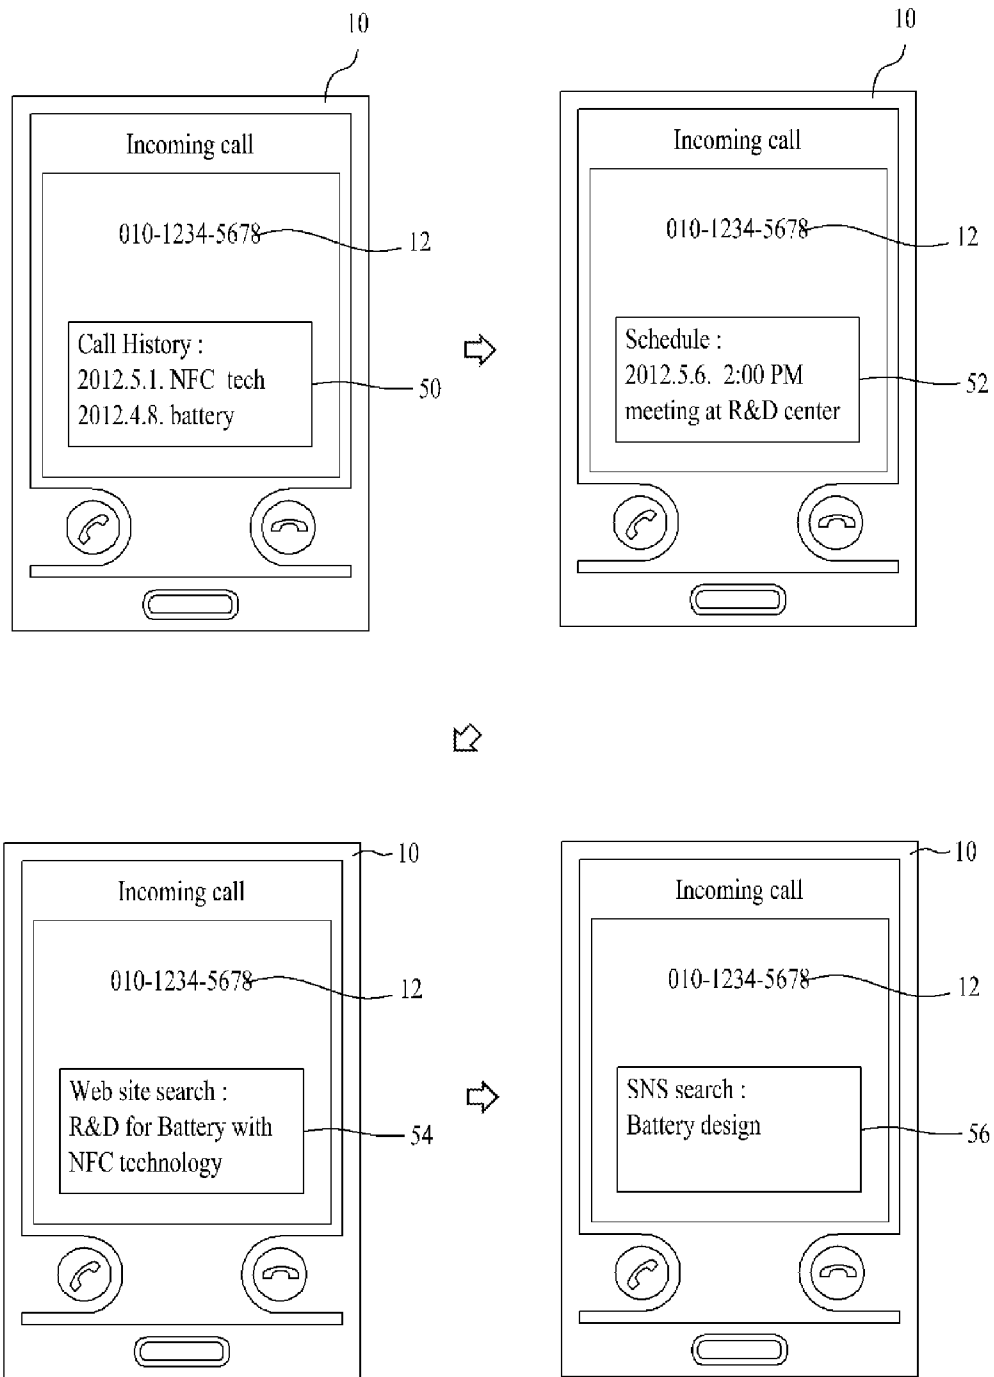 10
10
Incoming call
010-1234-5678
12
Call History :
2012.5.1. NFC tech
2012.4.8. battery
50
Incoming call
010-1234-5678
12
Schedule :
2012.5.6. 2:00 PM
meeting at R&D center
52
10
Incoming call
010-1234-5678
12
Web site search :
R&D for Battery with
NFC technology
54
10
Incoming call
010-1234-5678
12
SNS search :
Battery design
56